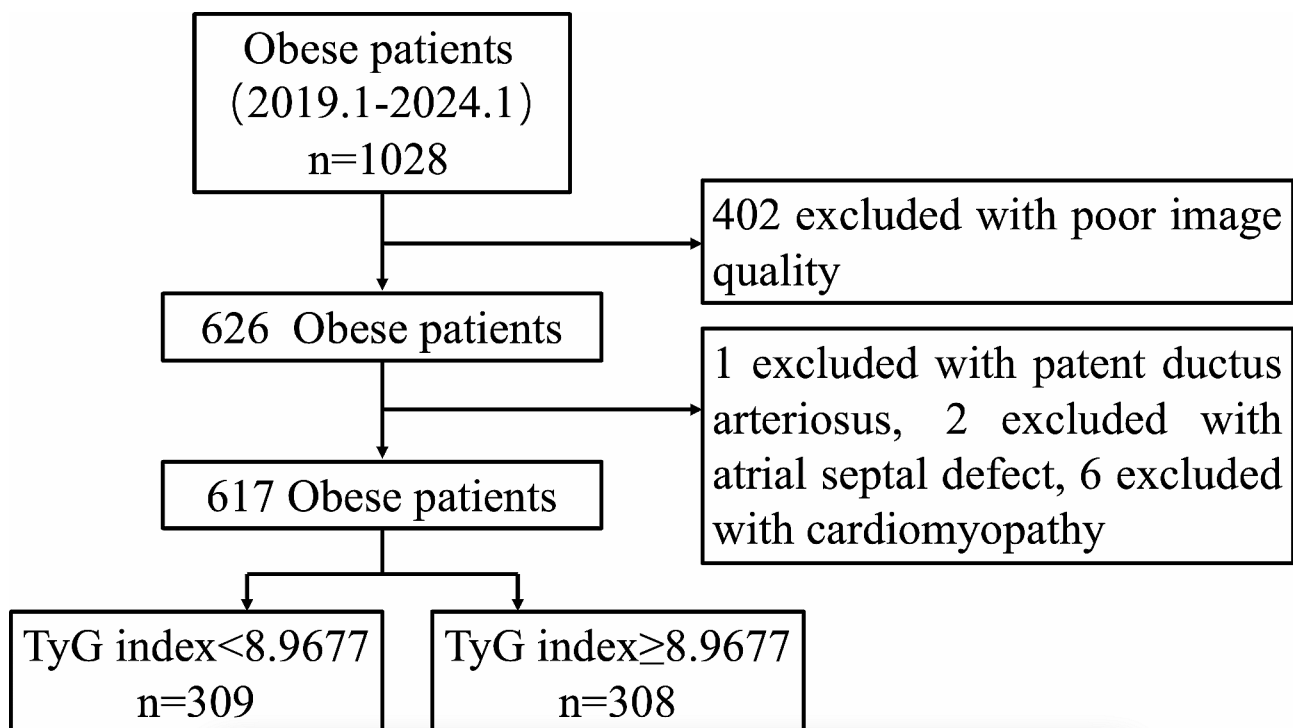 Obese patients
（2019.1-2024.1）
n=1028
402 excluded with poor image
quality
626 Obese patients
1 excluded with patent ductus
arteriosus, 2 excluded with
atrial septal defect, 6 excluded
with cardiomyopathy
617 Obese patients
TyG index<8.9677
n=309
TyG index≥8.9677
n=308